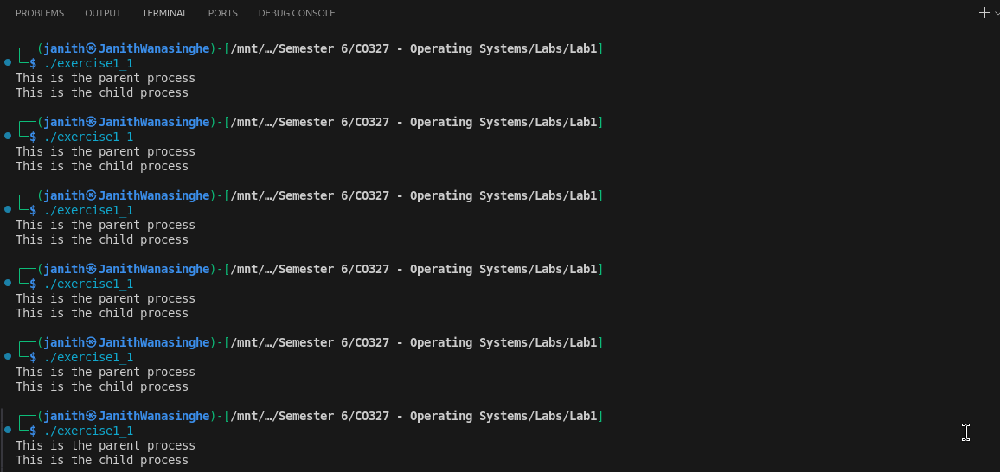 PROBLEMS OUTPUT TERMINAL PORTS DEBUG CONSOLE
┌──(janith㉿JanithWanasinghe)-[/mnt/…/Semester 6/CO327 - Operating Systems/Labs/Lab1]
└─$ ./exercise1_1
This is the parent process
This is the child process
┌──(janith㉿JanithWanasinghe)-[/mnt/…/Semester 6/CO327 - Operating Systems/Labs/Lab1]
└─$ ./exercise1_1
This is the parent process
This is the child process
┌──(janith㉿JanithWanasinghe)-[/mnt/…/Semester 6/CO327 - Operating Systems/Labs/Lab1]
└─$ ./exercise1_1
This is the parent process
This is the child process
┌──(janith㉿JanithWanasinghe)-[/mnt/…/Semester 6/CO327 - Operating Systems/Labs/Lab1]
└─$ ./exercise1_1
This is the parent process
This is the child process
┌──(janith㉿JanithWanasinghe)-[/mnt/…/Semester 6/CO327 - Operating Systems/Labs/Lab1]
└─$ ./exercise1_1
This is the parent process
This is the child process
┌──(janith㉿JanithWanasinghe)-[/mnt/…/Semester 6/CO327 - Operating Systems/Labs/Lab1]
└─$ ./exercise1_1
This is the parent process
This is the child process